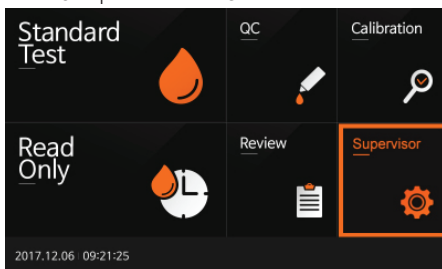 Standard
Test
QC
Calibration
Read
Only
Review
Supervisor
2017.12.06 09:21:25